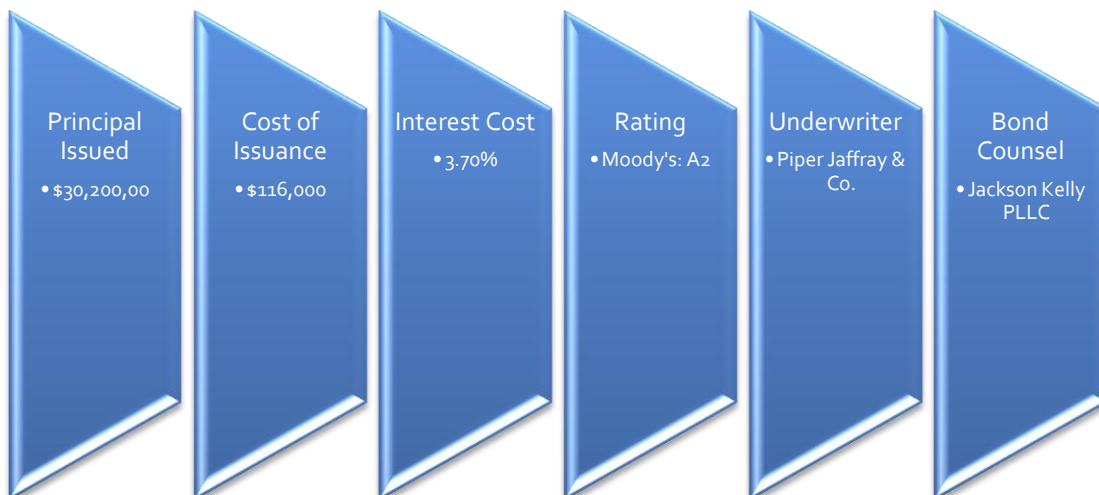 Principal
Issued
• $30,200,00
Cost of
Issuance
• $116,000
Interest Cost
• 3.70%
Rating
• Moody's: A2
Underwriter
• Piper Jaffray &
Co.
Bond
Counsel
• Jackson Kelly
PLLC